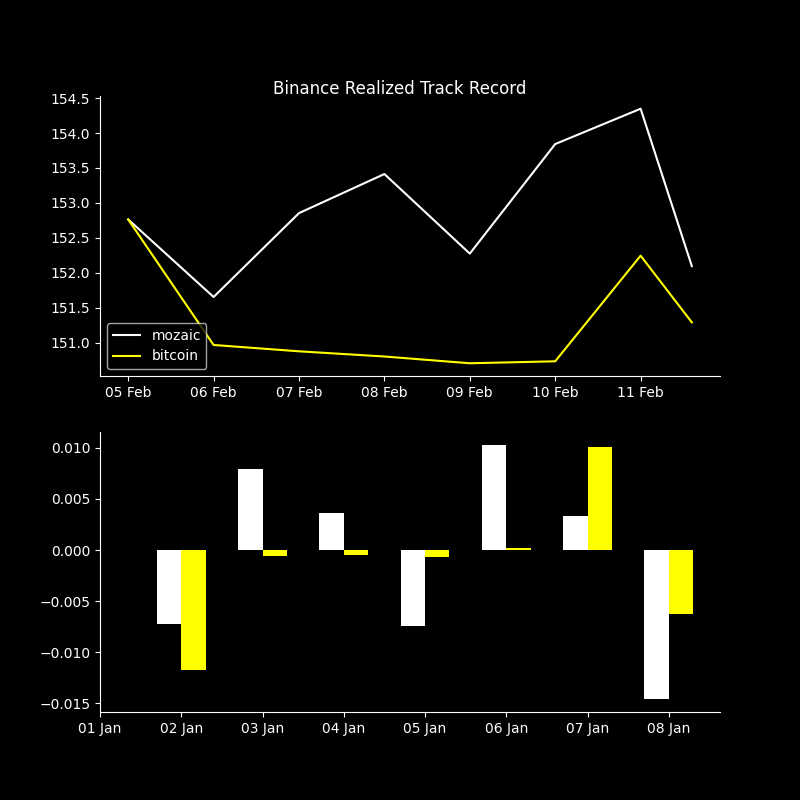 Binance Realized Track Record
154.5
154.0
153.5
153.0
152.5
152.0
151.5
151.0
mozaic
bitcoin
05 Feb 06 Feb 07 Feb 08 Feb 09 Feb 10 Feb 11 Feb
0.010
0.005
0.000
−0.005
−0.010
−0.015
01 Jan 02 Jan 03 Jan 04 Jan 05 Jan 06 Jan 07 Jan 08 Jan